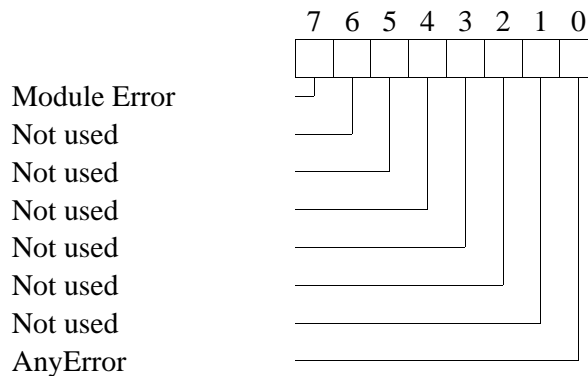 7 6 5 4 3 2 1 0
Module Error
Not used
Not used
Not used
Not used
Not used
Not used
AnyError